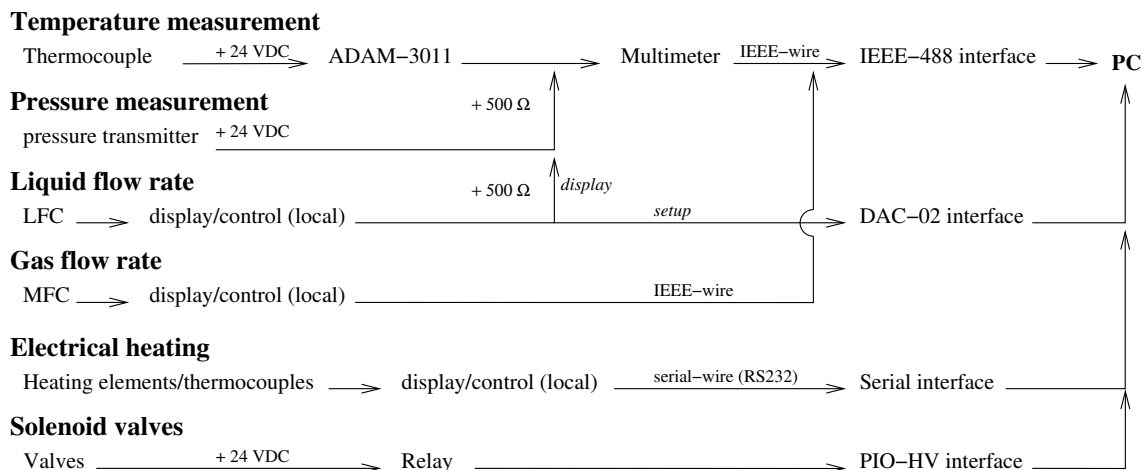 Temperature measurement
Thermocouple + 24 VDC ADAM−3011 Multimeter IEEE−wire IEEE−488 interface PC
Pressure measurement
+ 500 Ω
pressure transmitter + 24 VDC
Liquid flow rate
+ 500 Ω display
LFC display/control (local) setup DAC−02 interface
Gas flow rate
MFC display/control (local) IEEE−wire
Electrical heating
Heating elements/thermocouples display/control (local) serial−wire (RS232) Serial interface
Solenoid valves
Valves + 24 VDC Relay PIO−HV interface